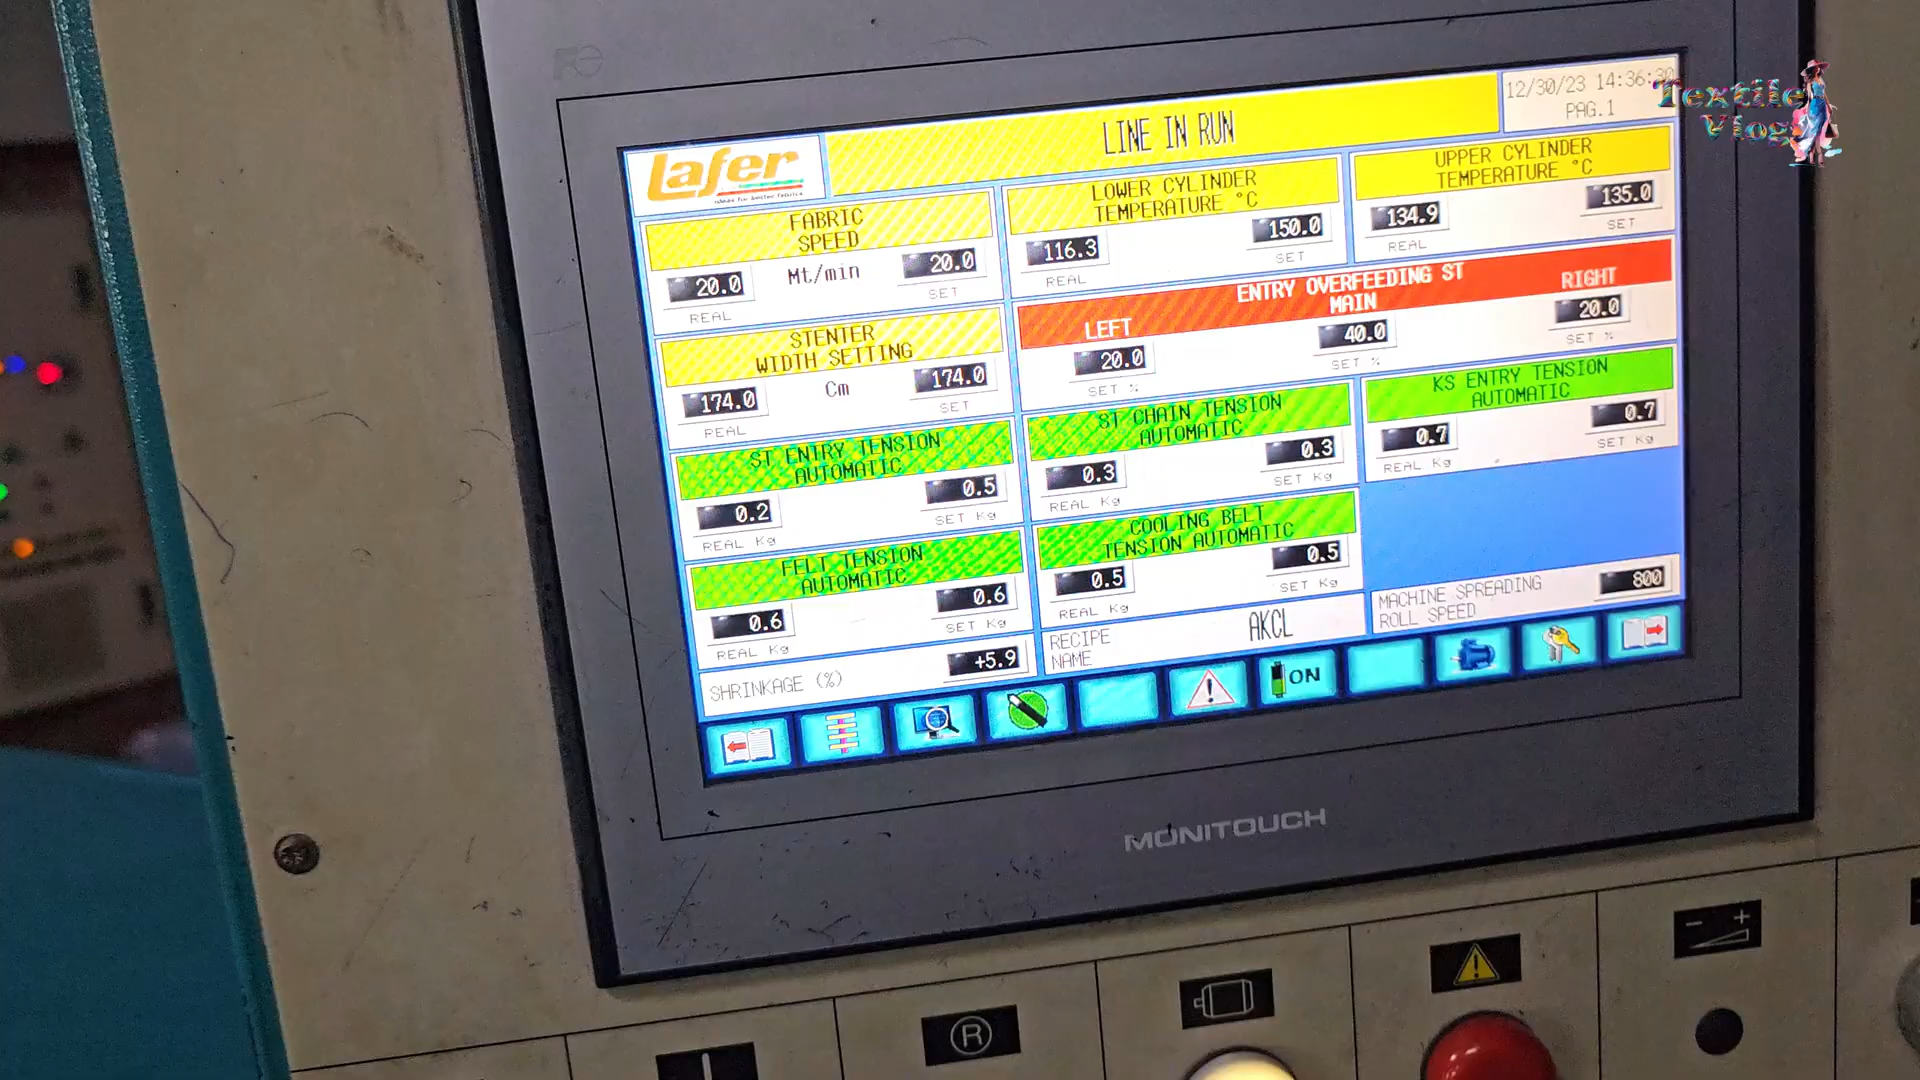 FE
12/30/23 14:36:
PAG.1
Textile
Vlog
LINE IN RUN
Lafer
FABRIC
SPEED
20.0
Mt/min
20.0
REAL
SET
LOWER CYLINDER
TEMPERATURE °C
116.3
150.0
REAL
SET
UPPER CYLINDER
TEMPERATURE °C
134.9
135.0
REAL
SET
STENTER
WIDTH SETTING
174.0
Cm
174.0
REAL
SET
ENTRY OVERFEEDING ST
LEFT
MAIN
RIGHT
20.0
40.0
20.0
SET %
SET %
SET %
ST ENTRY TENSION
AUTOMATIC
0.2
0.5
REAL Kg
SET Kg
ST CHAIN TENSION
AUTOMATIC
0.3
0.3
REAL Kg
SET Kg
KS ENTRY TENSION
AUTOMATIC
0.7
0.7
REAL Kg
SET Kg
FELT TENSION
AUTOMATIC
0.6
0.6
REAL Kg
SET Kg
COOLING BELT
TENSION AUTOMATIC
0.5
0.5
REAL Kg
SET Kg
MACHINE SPREADING
ROLL SPEED
800
SHRINKAGE (%)
+5.9
RECIPE
NAME
AKCL
ON
MONITOUCH
R